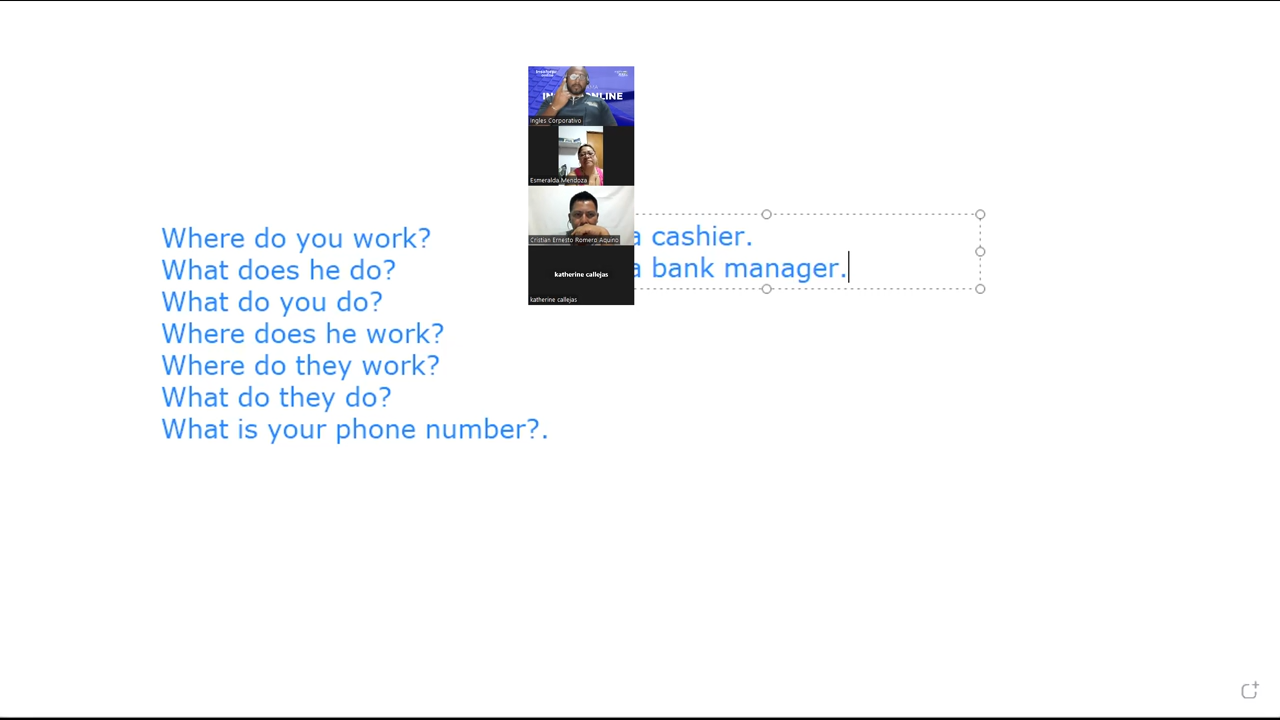 Where do you work?
What does he do?
What do you do?
Where does he work?
Where do they work?
What do they do?
What is your phone number?.
a cashier.
a bank manager.
Ingles Corporativo
Esmeralda Mendoza
Cristian Ernesto Romero Aquino
katherine callejas
katherine callejas